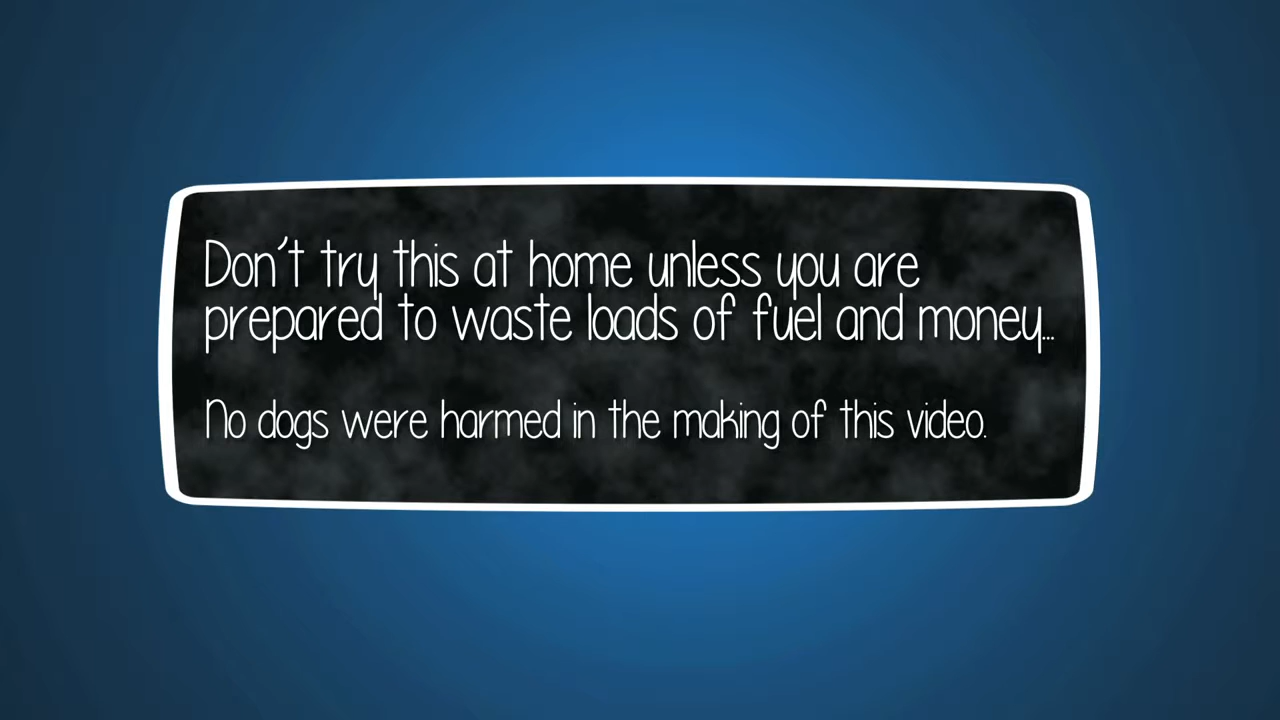 Don't try this at home unless you are
prepared to waste loads of fuel and money...
No dogs were harmed in the making of this video.